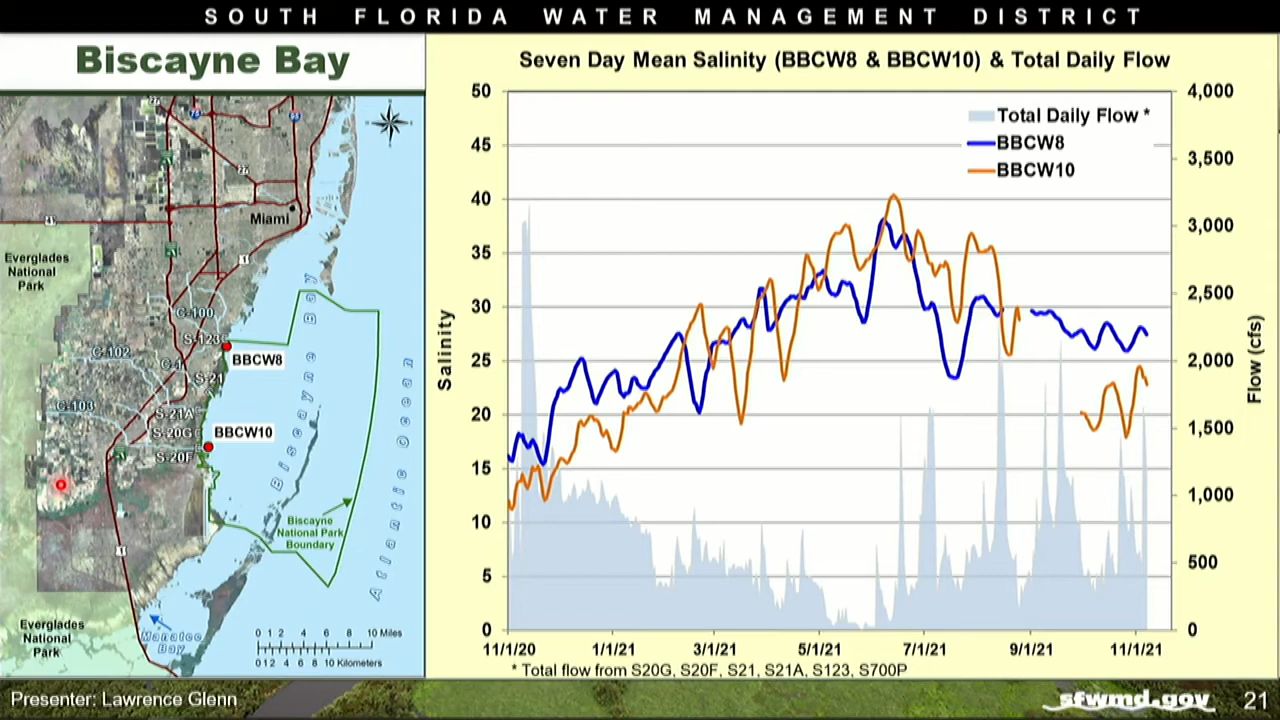 SOUTH FLORIDA WATER MANAGEMENT DISTRICT
Biscayne Bay
Miami
Everglades
National
Park
C-100
S-123
C-102
BBCW8
C-1
S-21
C-103
S-21A
S-20G
BBCW10
S-20F
Biscayne Bay
Biscayne Bay
Atlantic Ocean
Biscayne
National Park
Boundary
Everglades
National
Park
Manatee
Bay
0 1 2 4 6 8 10 Miles
0 1 2 4 6 8 10 Kilometers
Seven Day Mean Salinity (BBCW8 & BBCW10) & Total Daily Flow
Total Daily Flow *
BBCW8
BBCW10
Salinity
50
45
40
35
30
25
20
15
10
5
0
4,000
3,500
3,000
2,500
2,000
1,500
1,000
500
0
Flow (cfs)
11/1/20 1/1/21 3/1/21 5/1/21 7/1/21 9/1/21 11/1/21
* Total flow from S20G, S20F, S21, S21A, S123, S700P
Presenter: Lawrence Glenn
sfwmd.gov
21